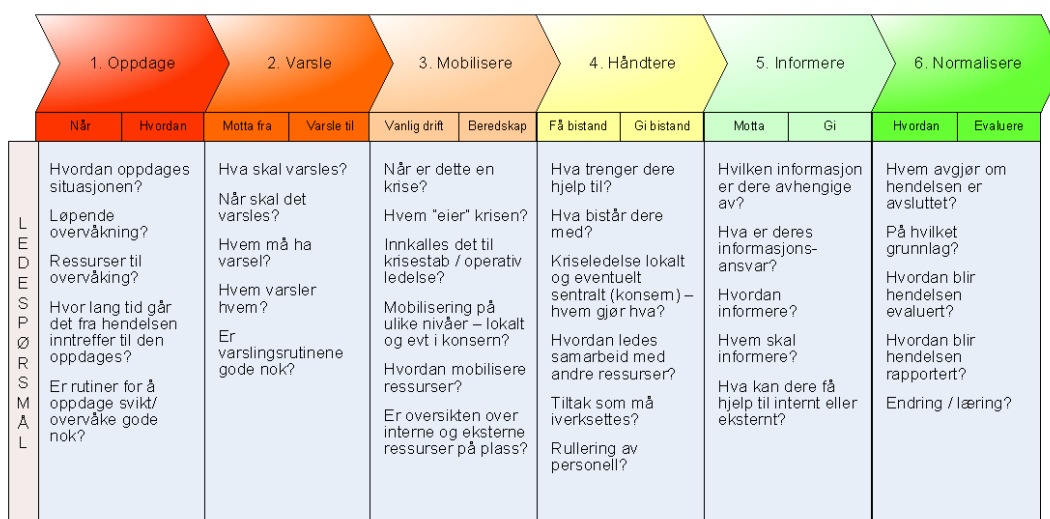 1. Oppdage
2. Varsle
3. Mobilisere
4. Håndtere
5. Informere
6. Normalisere
Når
Hvordan
Motta fra
Varsle til
Vanlig drift
Beredskap
Få bistand
Gi bistand
Motta
Gi
Hvordan
Evaluere
LEDESPØRSMÅL
Hvordan oppdages
situasjonen?
Løpende
overvåkning?
Ressurser til
overvåking?
Hvor lang tid går
det fra hendelsen
inntreffer til den
oppdages?
Er rutiner for å
oppdage svikt/
overvåke gode
nok?
Hva skal varsles?
Når skal det
varsles?
Hvem må ha
varsel?
Hvem varsler
hvem?
Er
varslingsrutinene
gode nok?
Når er dette en
krise?
Hvem "eier" krisen?
Innkalles det til
krisestab / operativ
ledelse?
Mobilisering på
ulike nivåer – lokalt
og evt i konsern?
Hvordan mobilisere
ressurser?
Er oversikten over
interne og eksterne
ressurser på plass?
Hva trenger dere
hjelp til?
Hva bistår dere
med?
Kriseledelse lokalt
og eventuelt
sentralt (konsern) –
hvem gjør hva?
Hvordan ledes
samarbeid med
andre ressurser?
Tiltak som må
iverksettes?
Rullering av
personell?
Hvilken informasjon
er dere avhengige
av?
Hva er deres
informasjons-
ansvar?
Hvordan
informere?
Hvem skal
informere?
Hva kan dere få
hjelp til internt eller
eksternt?
Hvem avgjør om
hendelsen er
avsluttet?
På hvilket
grunnlag?
Hvordan blir
hendelsen
evaluert?
Hvordan blir
hendelsen
rapportert?
Endring / læring?